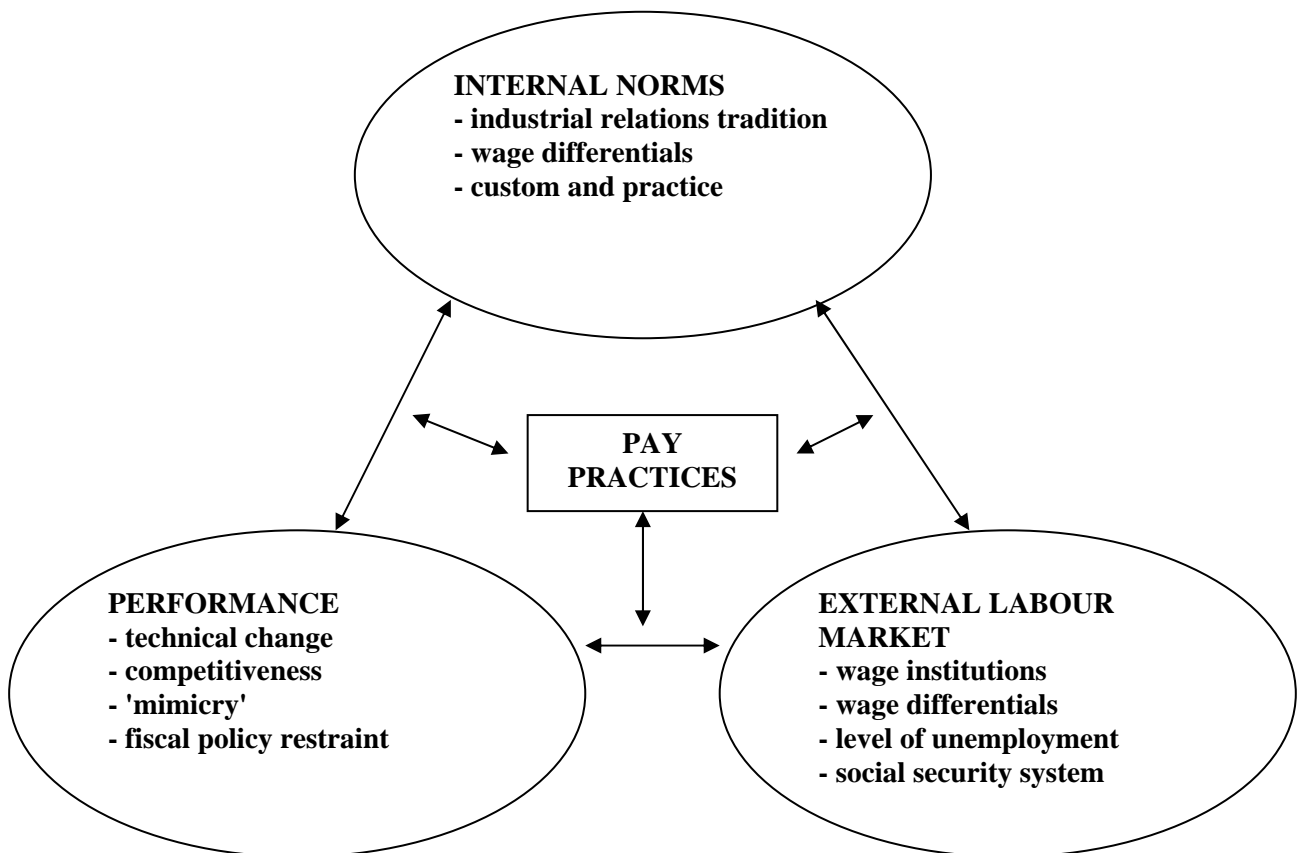 INTERNAL NORMS
- industrial relations tradition
- wage differentials
- custom and practice
PAY
PRACTICES
PERFORMANCE
- technical change
- competitiveness
- 'mimicry'
- fiscal policy restraint
EXTERNAL LABOUR
MARKET
- wage institutions
- wage differentials
- level of unemployment
- social security system